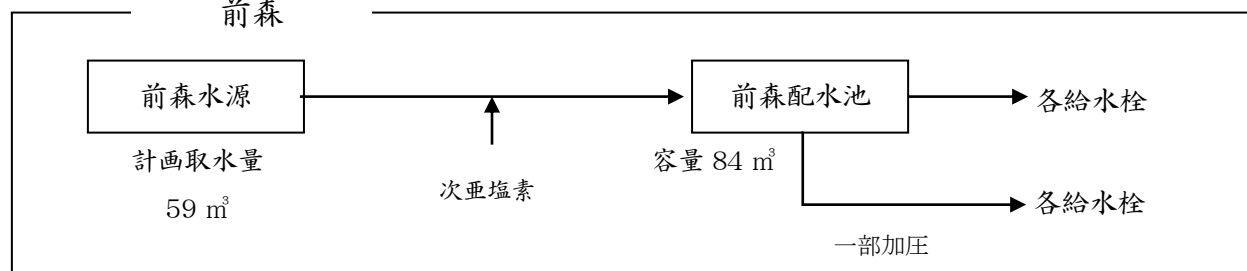 前森
前森水源
前森配水池
各給水栓
計画取水量
59 ㎥
次亜塩素
容量 84 ㎥
各給水栓
一部加圧